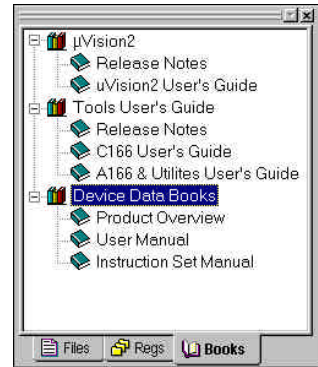 µVision2
Release Notes
uVision2 User's Guide
Tools User's Guide
Release Notes
C166 User's Guide
A166 & Utilites User's Guide
Device Data Books
Product Overview
User Manual
Instruction Set Manual
Files Regs Books